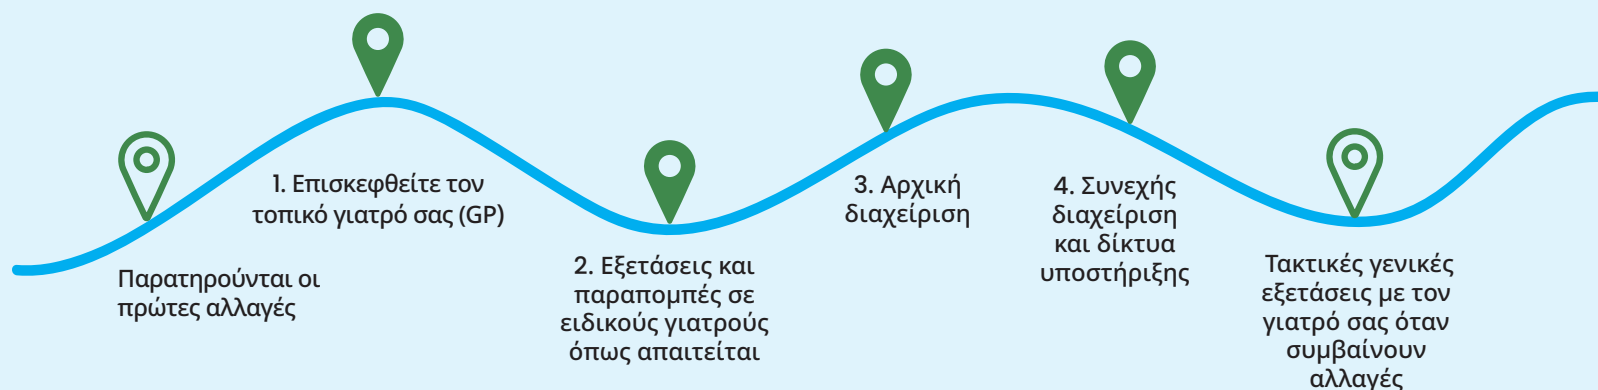 Παρατηρούνται οι
πρώτες αλλαγές
1. Επισκεφθείτε τον
τοπικό γιατρό σας (GP)
2. Εξετάσεις και
παραπομπές σε
ειδικούς γιατρούς
όπως απαιτείται
3. Αρχική
διαχείριση
4. Συνεχής
διαχείριση
και δίκτυα
υποστήριξης
Τακτικές γενικές
εξετάσεις με τον
γιατρό σας όταν
συμβαίνουν
αλλαγές